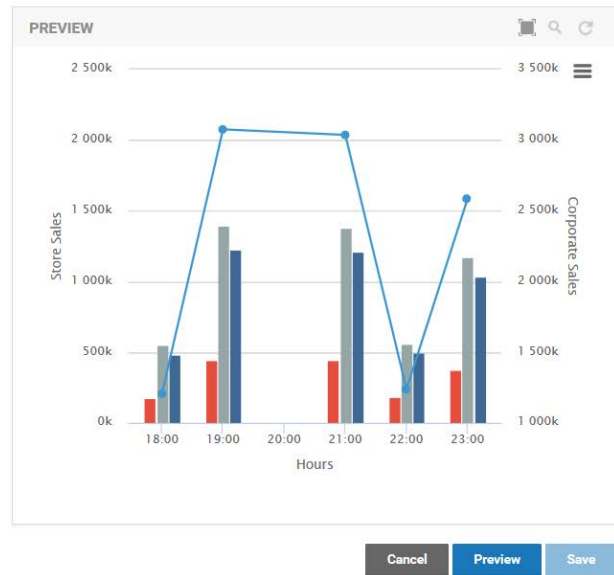 PREVIEW
2 500k
3 500k
2 000k
3 000k
1 500k
2 500k
Store Sales
Corporate Sales
1 000k
2 000k
500k
1 500k
0k
1 000k
18:00 19:00 20:00 21:00 22:00 23:00
Hours
Cancel Preview Save